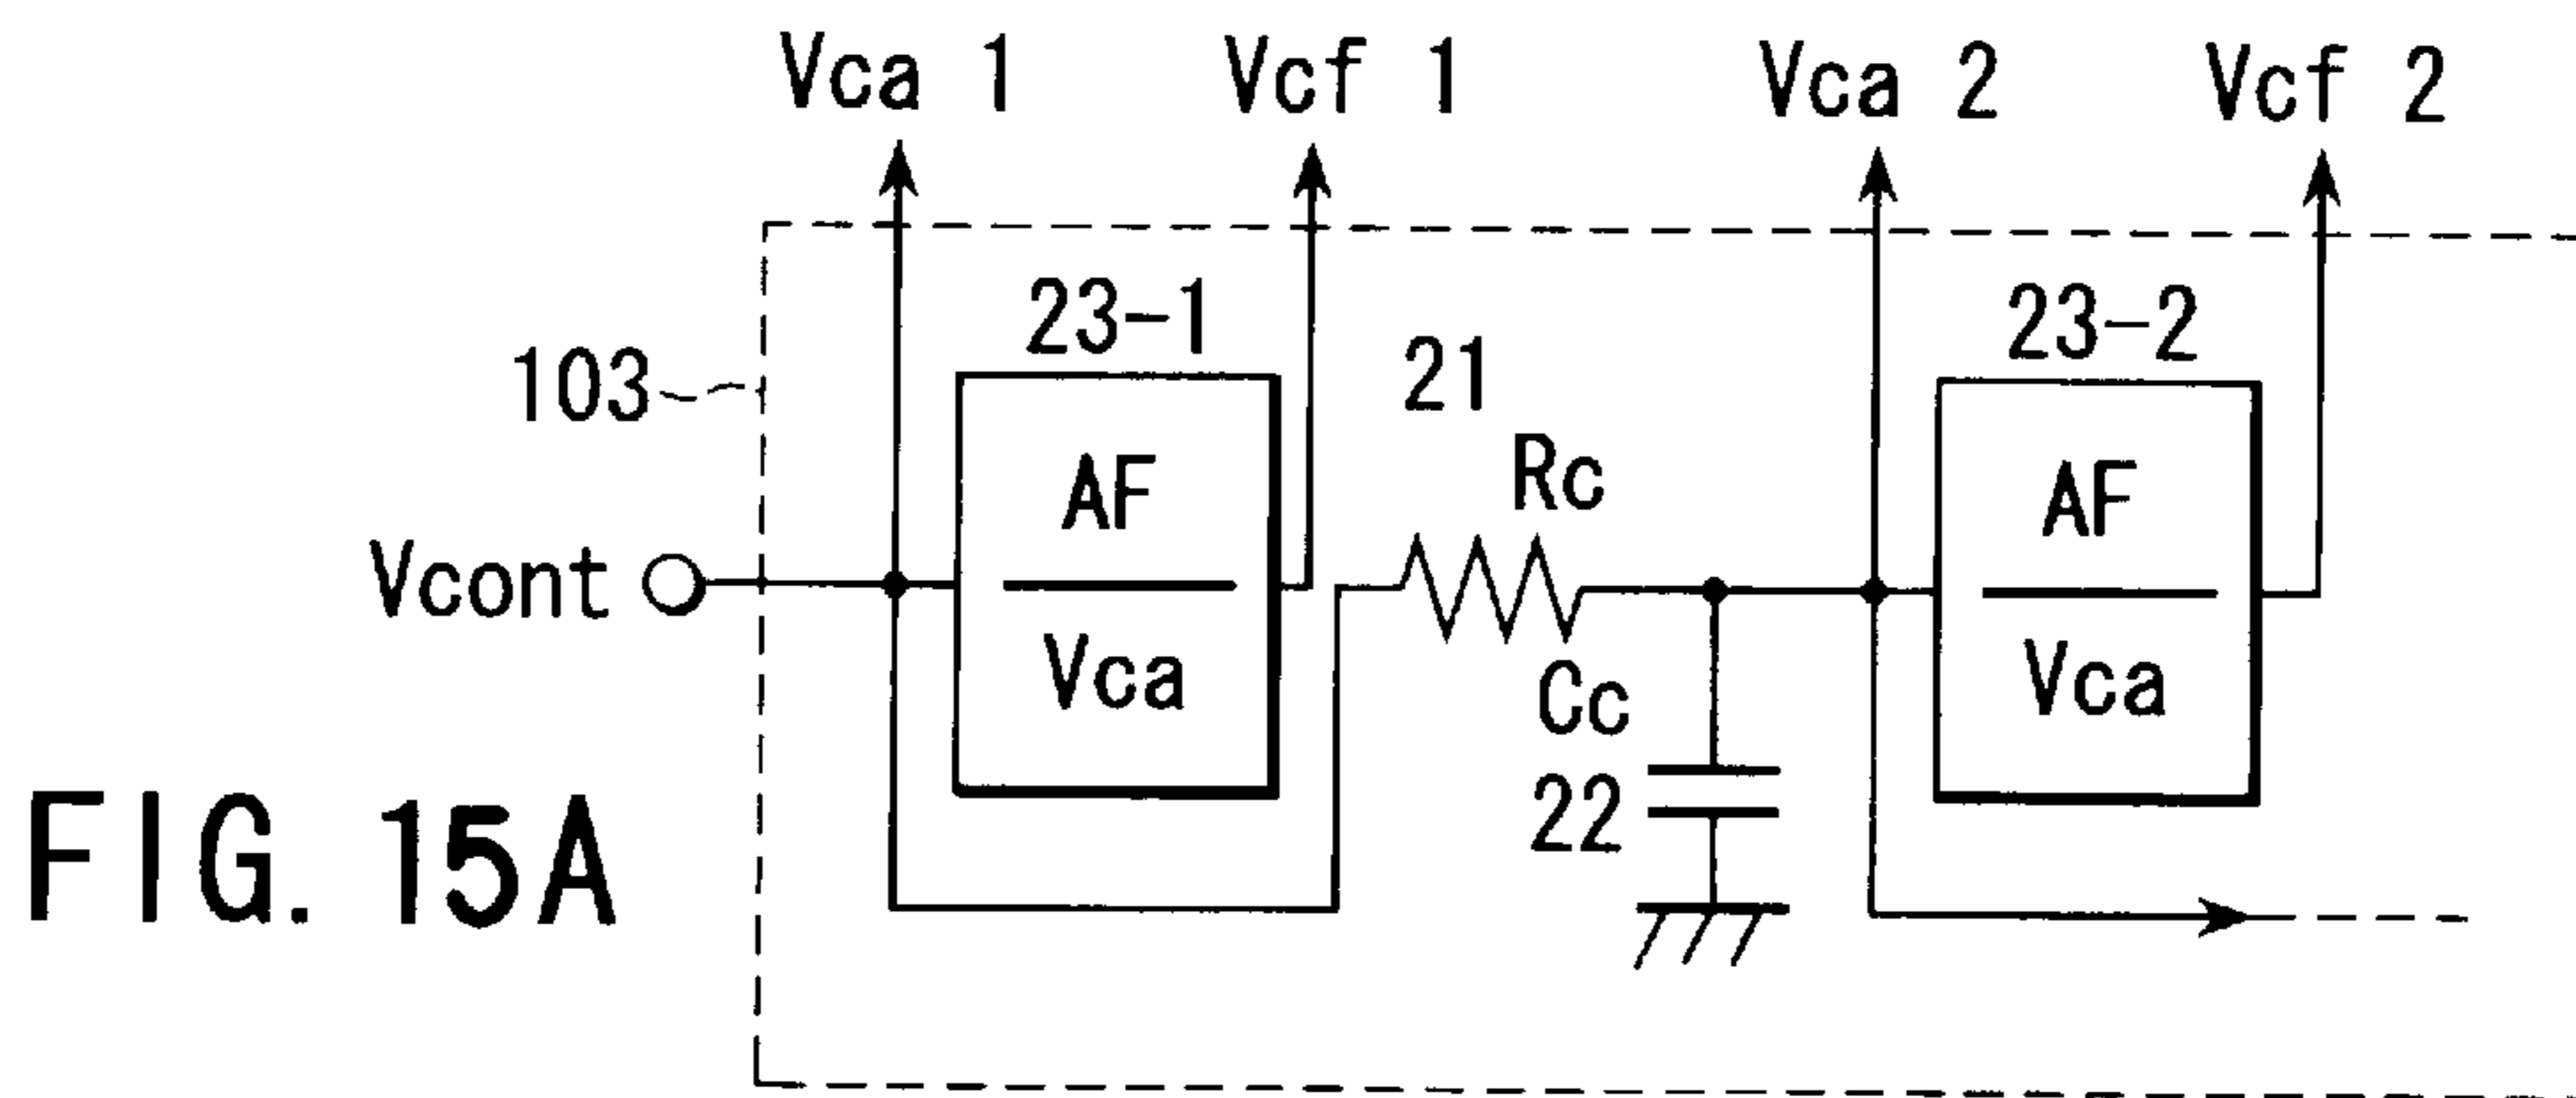 Vca 1
Vcf 1
Vca 2
Vcf 2
103
23-1
21
23-2
Rc
AF
Vca
AF
Vca
Vcont
Cc
22
FIG. 15A